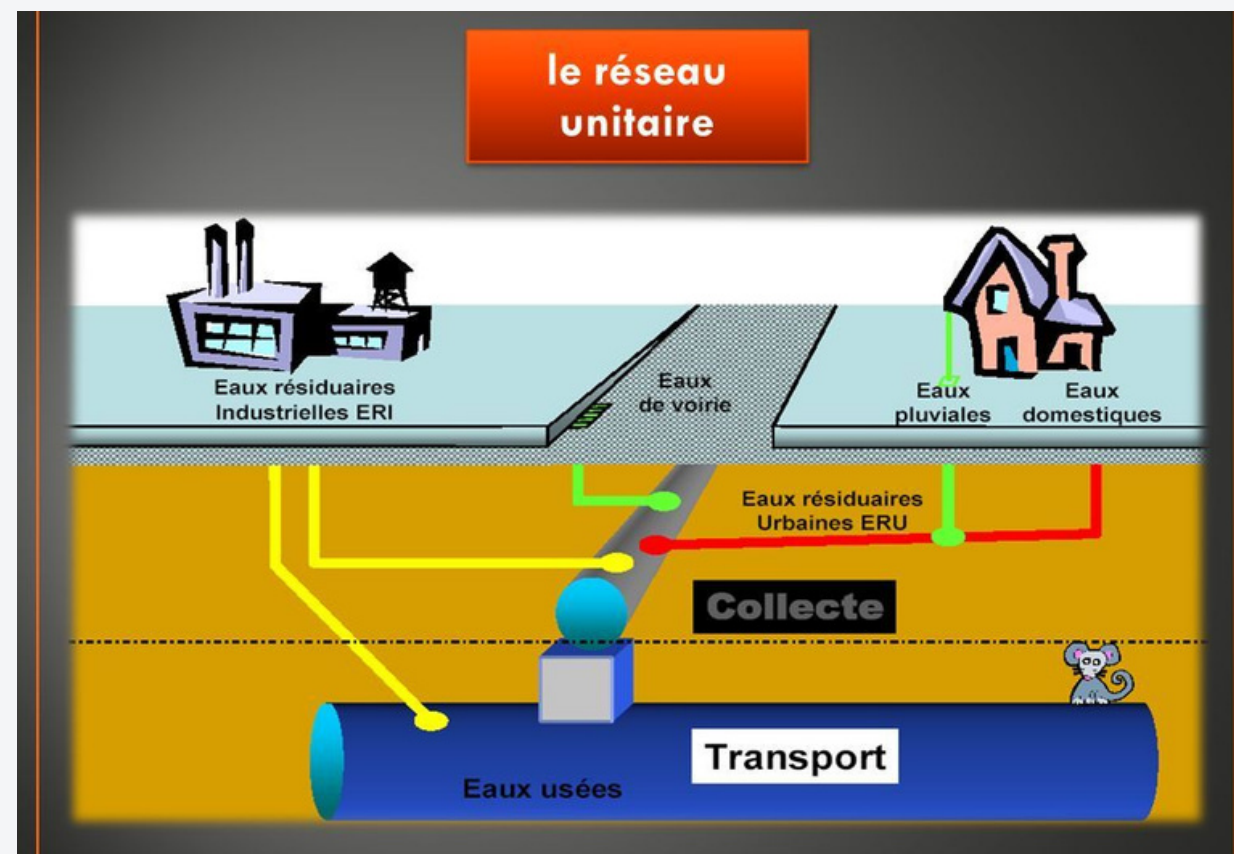 le réseau
unitaire
Eaux résiduaires
Industrielles ERI
Eaux
de voirie
Eaux
pluviales
Eaux
domestiques
Eaux résiduaires
Urbaines ERU
Collecte
Transport
Eaux usées